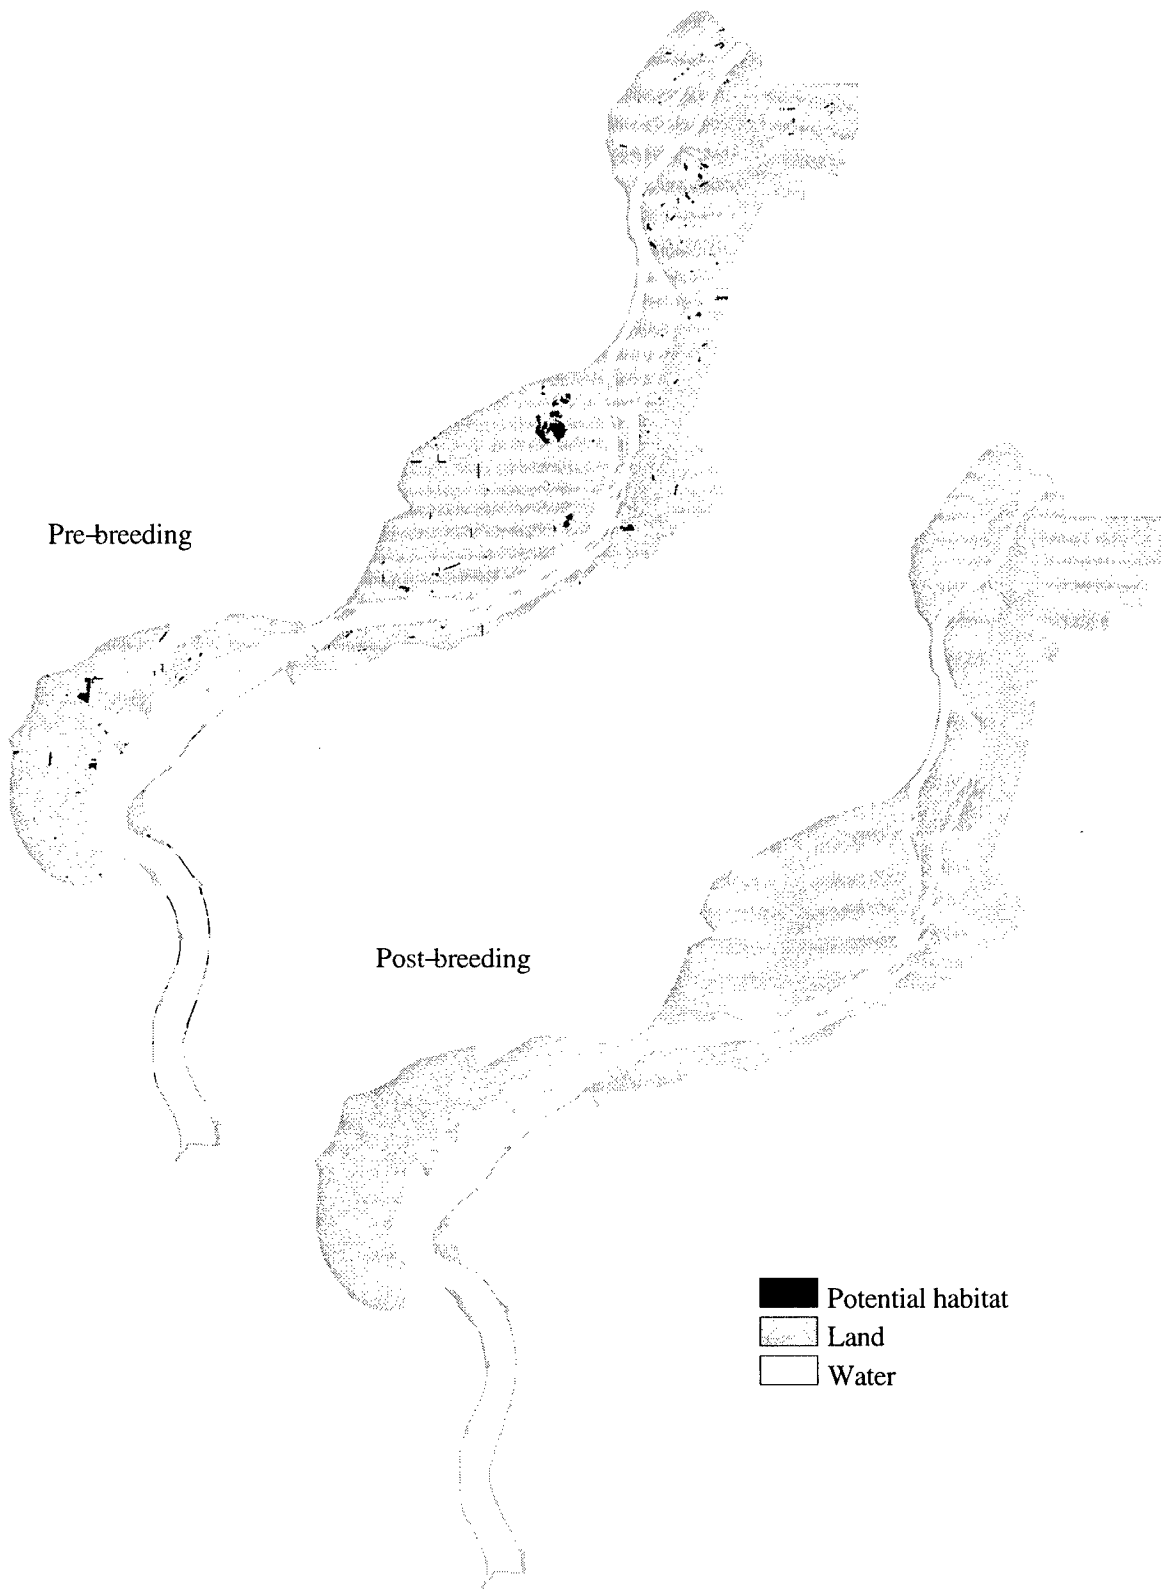 Pre-breeding
Post-breeding
Potential habitat
Land
Water